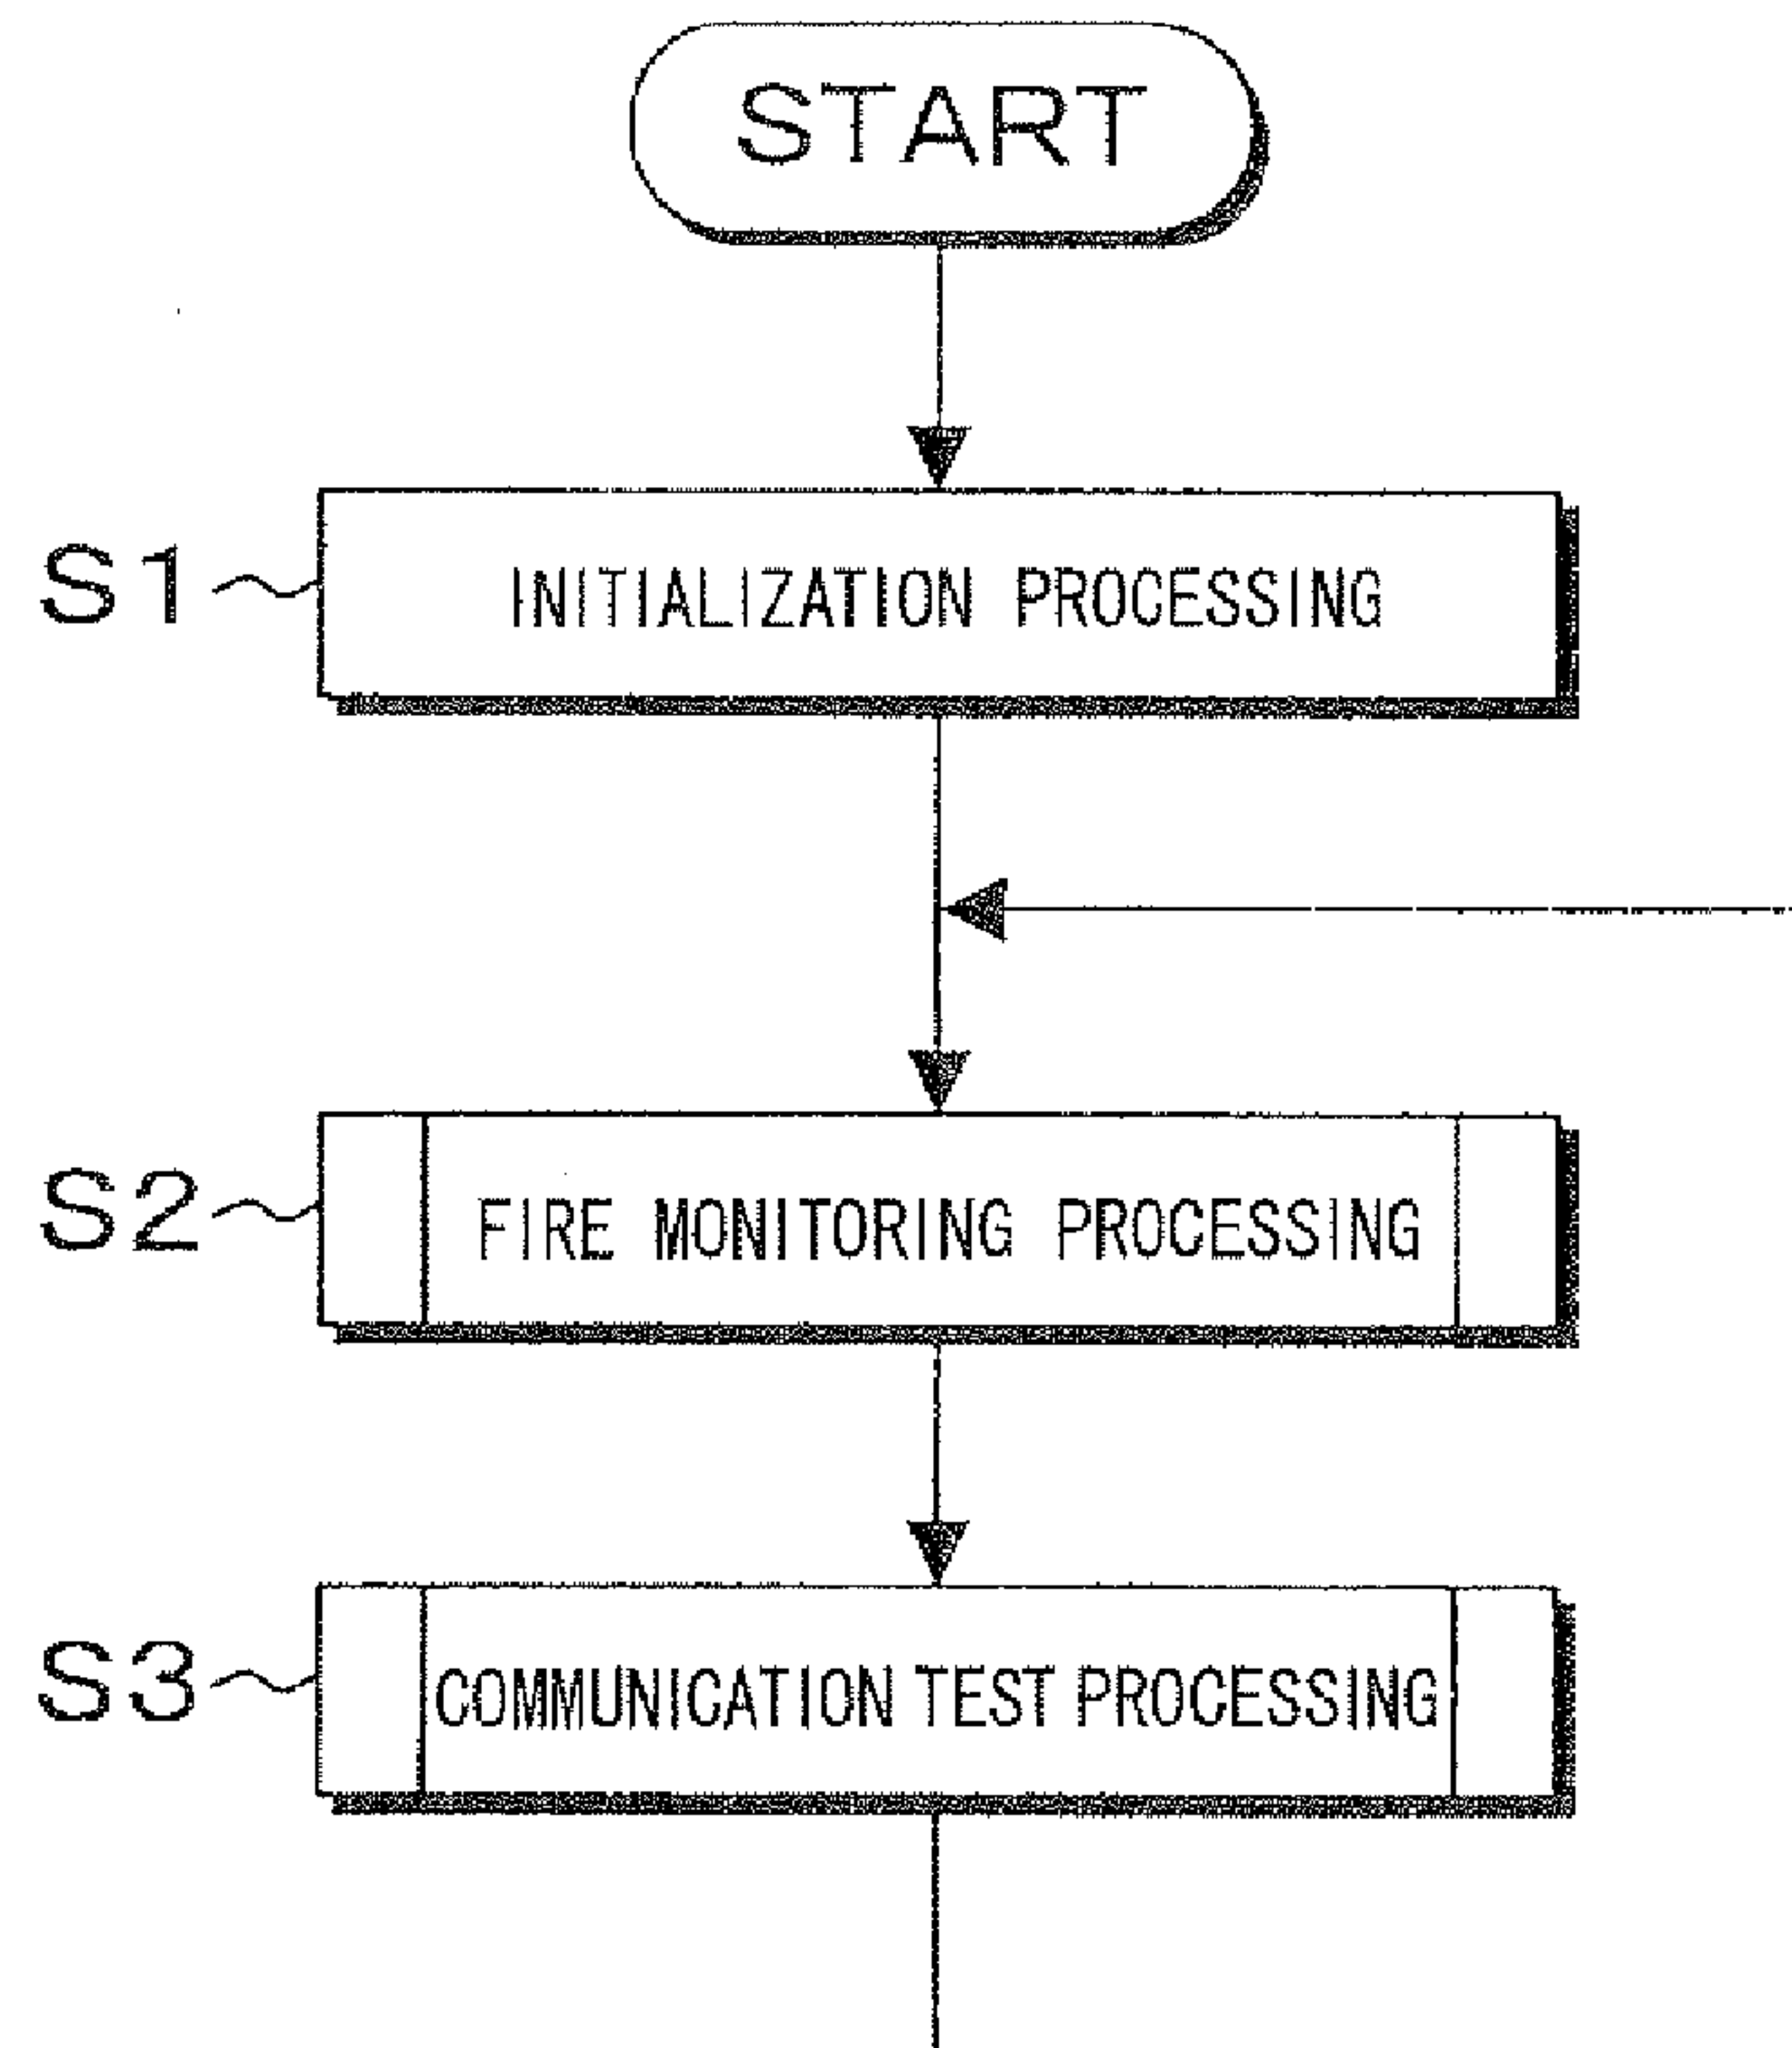 START
S1 INITIALIZATION PROCESSING
S2 FIRE MONITORING PROCESSING
S3 COMMUNICATION TEST PROCESSING